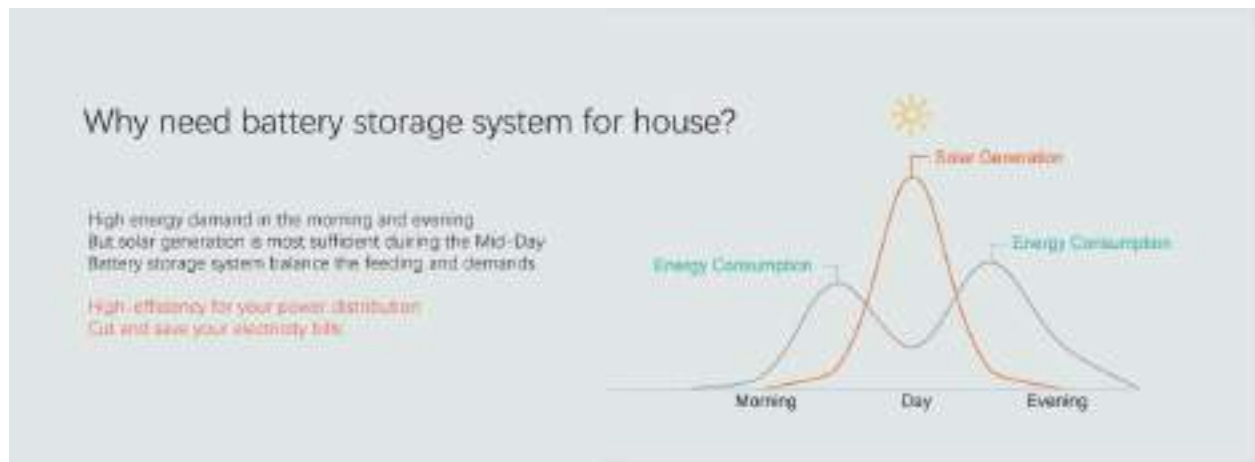 Why need battery storage system for house?
High energy demand in the morning and evening
But solar generation is most sufficient duiring the Mid-Day
Battery storage system balance the feeding and demands
High-efficiency for your power distribution
Cut and save your electricity bills
Solar Generation
Energy Consumption
Energy Consumption
Morning
Day
Evening